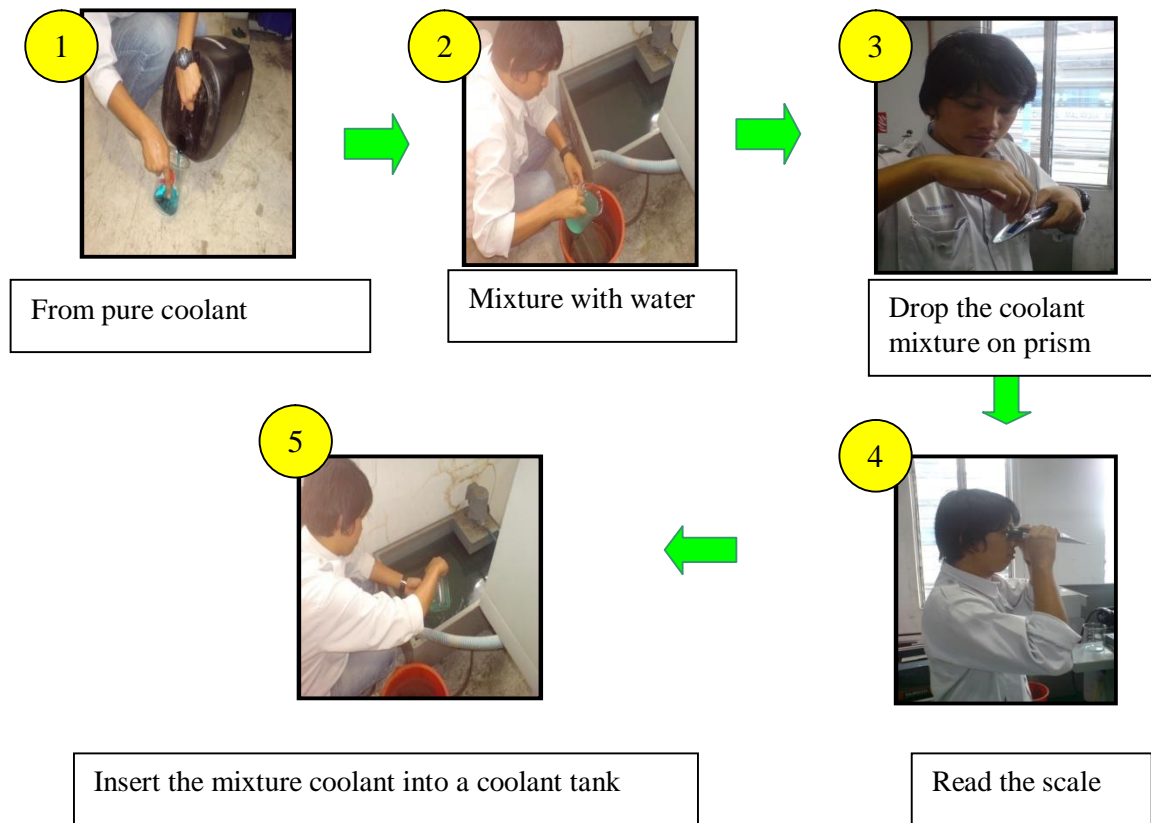 1
From pure coolant
2
Mixture with water
3
Drop the coolant
mixture on prism
4
Read the scale
5
Insert the mixture coolant into a coolant tank